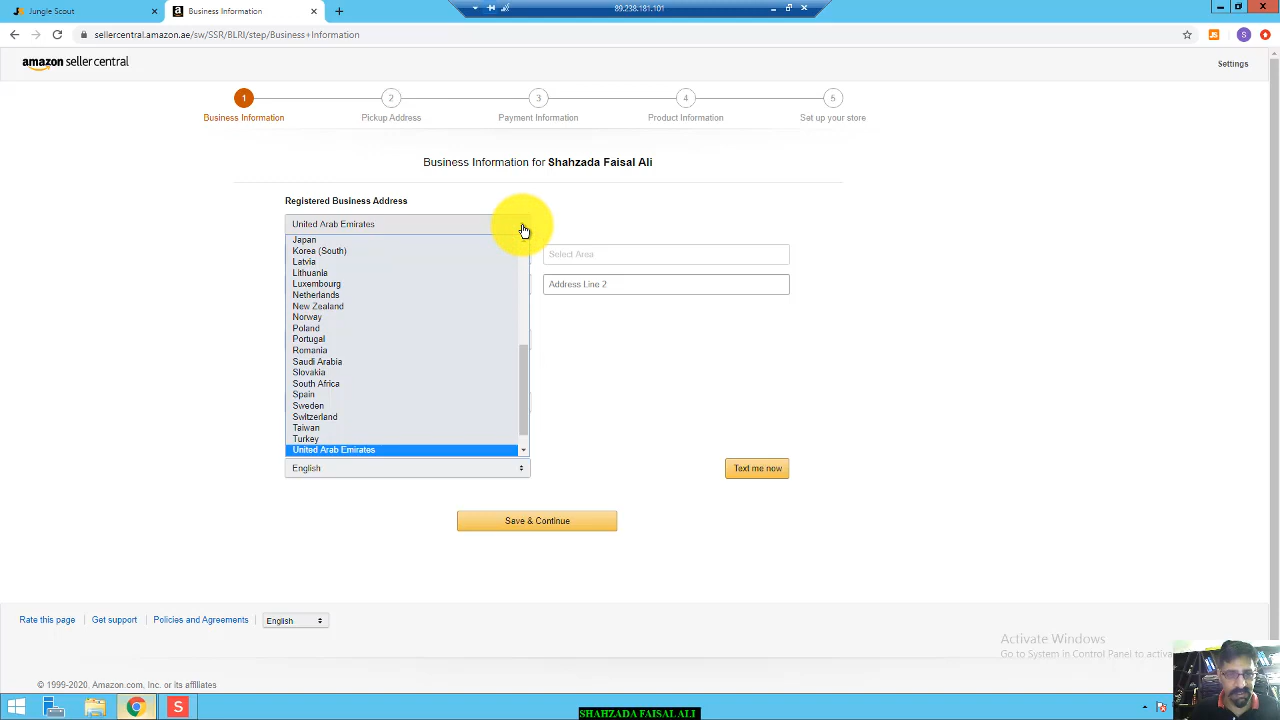 Jungle Scout
Business Information
89.238.181.101
sellercentral.amazon.ae/sw/SSR/BLRI/step/Business+Information
amazon seller central
Settings
1 2 3 4 5
Business Information Pickup Address Payment Information Product Information Set up your store
Business Information for Shahzada Faisal Ali
Registered Business Address
United Arab Emirates
Japan
Select Area
Koree (South)
Latvia
Lithuania
Luxembourg
Address Line 2
Netherlands
New Zealand
Norway
Poland
Portugal
Romania
Saudi Arabia
Slovakia
South Africa
Spain
Sweden
Switzerland
Taiwan
Turkey
United Arab Emirates
English
Text me now
Save & Continue
Rate this page Get support Policies and Agreements English
Activate Windows
Go to System in Control Panel to activa
© 1999-2020, Amazon.com, Inc. or its affiliates
SHAHZADA FAISAL ALI